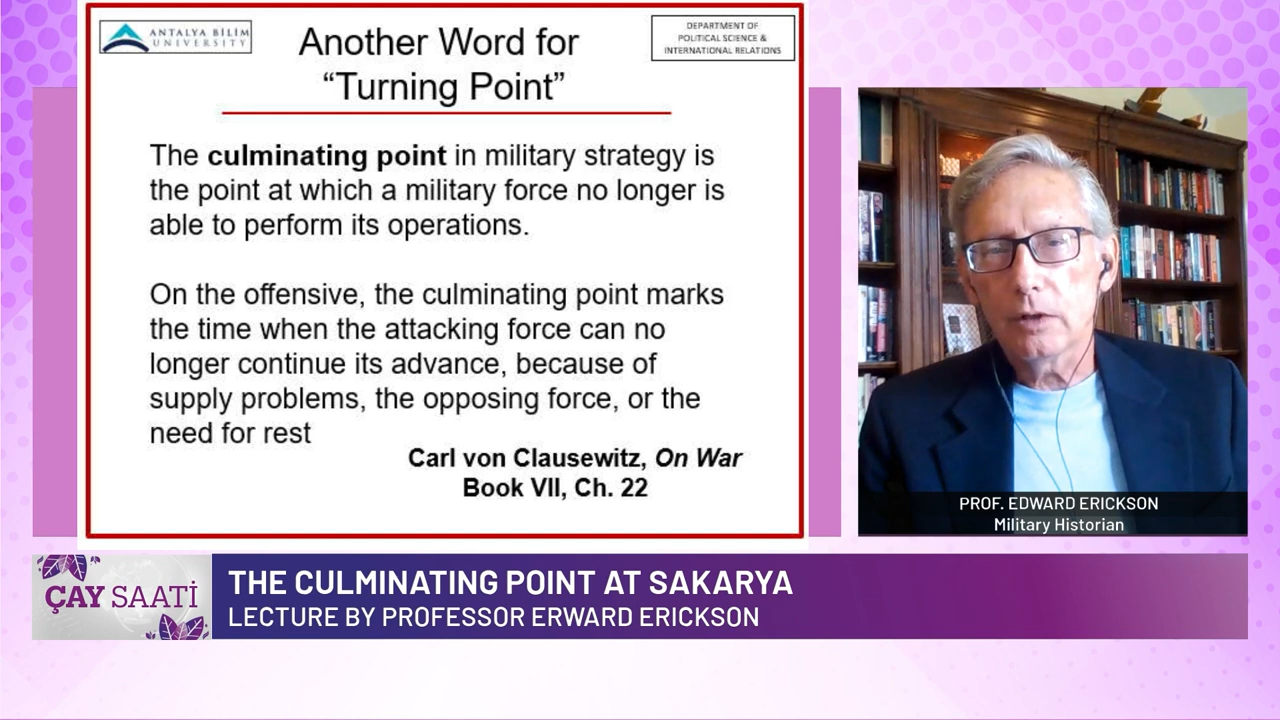 ANTALYA BİLİM
UNIVERSITY
DEPARTMENT OF
POLITICAL SCIENCE &
INTERNATIONAL RELATIONS
Another Word for
“Turning Point”
The culminating point in military strategy is
the point at which a military force no longer is
able to perform its operations.
On the offensive, the culminating point marks
the time when the attacking force can no
longer continue its advance, because of
supply problems, the opposing force, or the
need for rest
Carl von Clausewitz, On War
Book VII, Ch. 22
PROF. EDWARD ERICKSON
Military Historian
ÇAY SAATİ
THE CULMINATING POINT AT SAKARYA
LECTURE BY PROFESSOR ERWARD ERICKSON